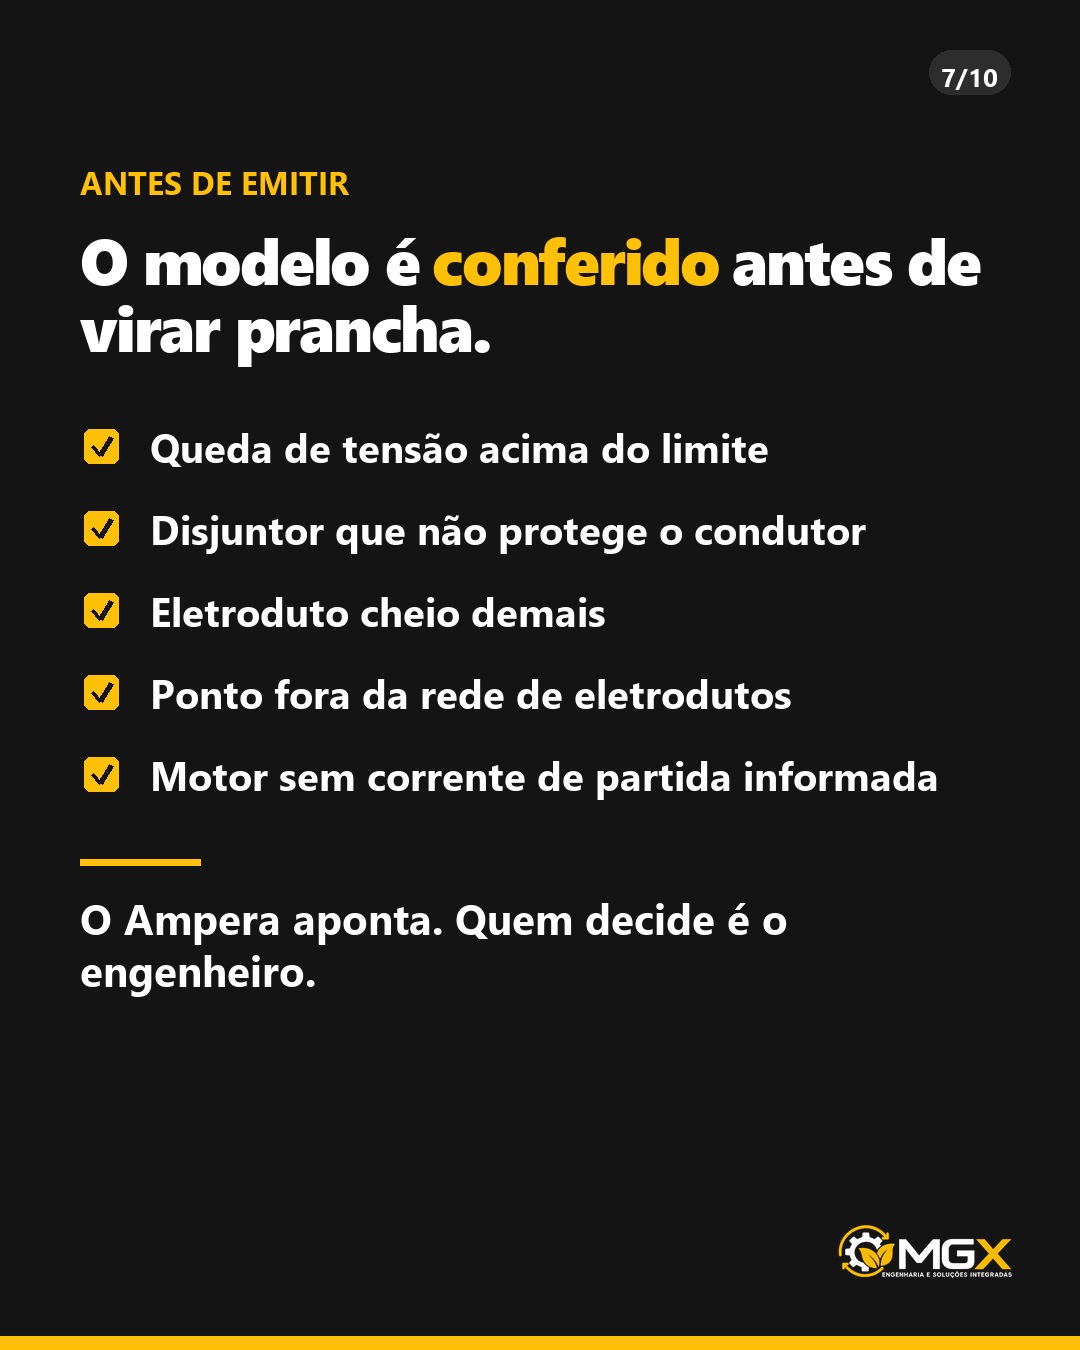 7/10
ANTES DE EMITIR
O modelo é conferido antes de
virar prancha.
Queda de tensão acima do limite
Disjuntor que não protege o condutor
Eletroduto cheio demais
Ponto fora da rede de eletrodutos
Motor sem corrente de partida informada
O Ampera aponta. Quem decide é o
engenheiro.
MGX
ENGENHARIA E SOLUÇÕES INTEGRADAS